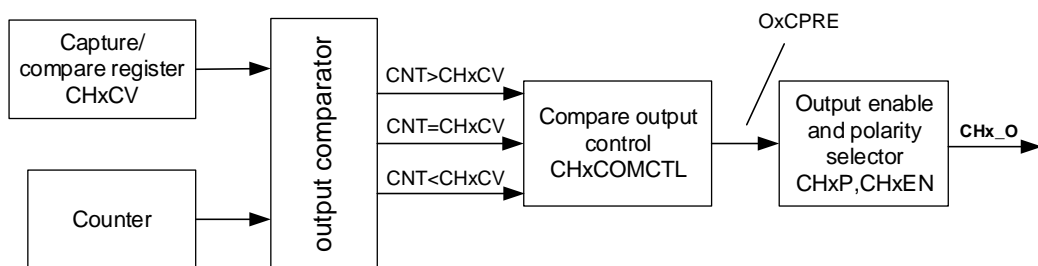 OxCPRE
Capture/
compare register
CHxCV
Counter
output comparator
CNT>CHxCV
CNT=CHxCV
CNT<CHxCV
Compare output
control
CHxCOMCTL
Output enable
and polarity
selector
CHxP,CHxEN
CHx_O